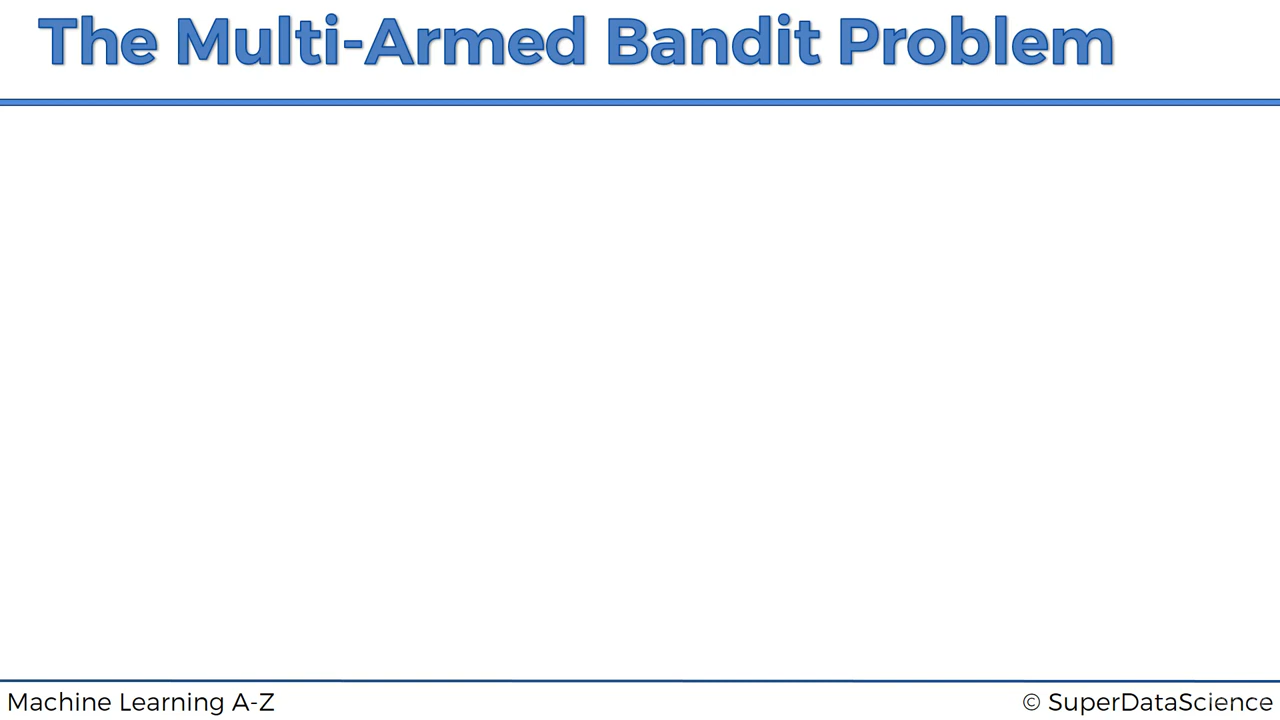 The Multi-Armed Bandit Problem
Machine Learning A-Z
© SuperDataScience